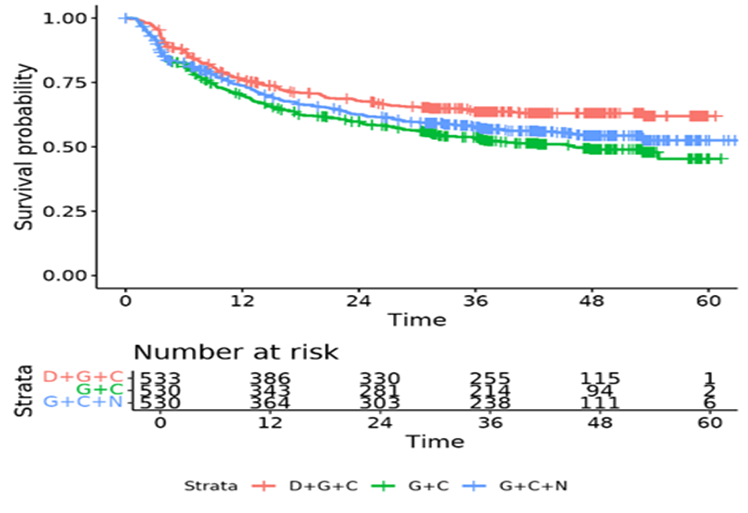 1.00
0.75
0.50
0.25
0.00
Survival probability
0 12 24 36 48 60
Time
Number at risk
Strata
D+G+C 533 386 330 255 115 1
G+C 530 343 281 214 94 2
G+C+N 530 364 303 238 111 6
0 12 24 36 48 60
Time
Strata D+G+C G+C G+C+N